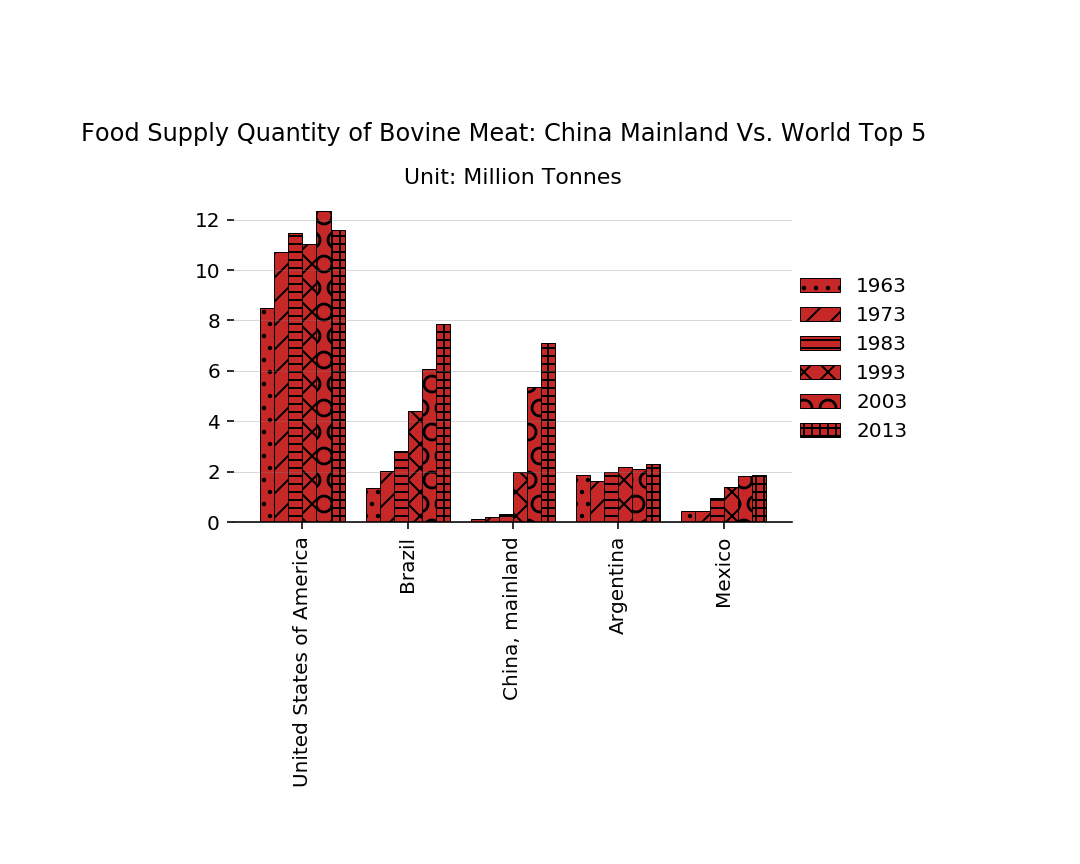 Food Supply Quantity of Bovine Meat: China Mainland Vs. World Top 5
Unit: Million Tonnes
12
10
8
6
4
2
0
1963
1973
1983
1993
2003
2013
United States of America
Brazil
China, mainland
Argentina
Mexico